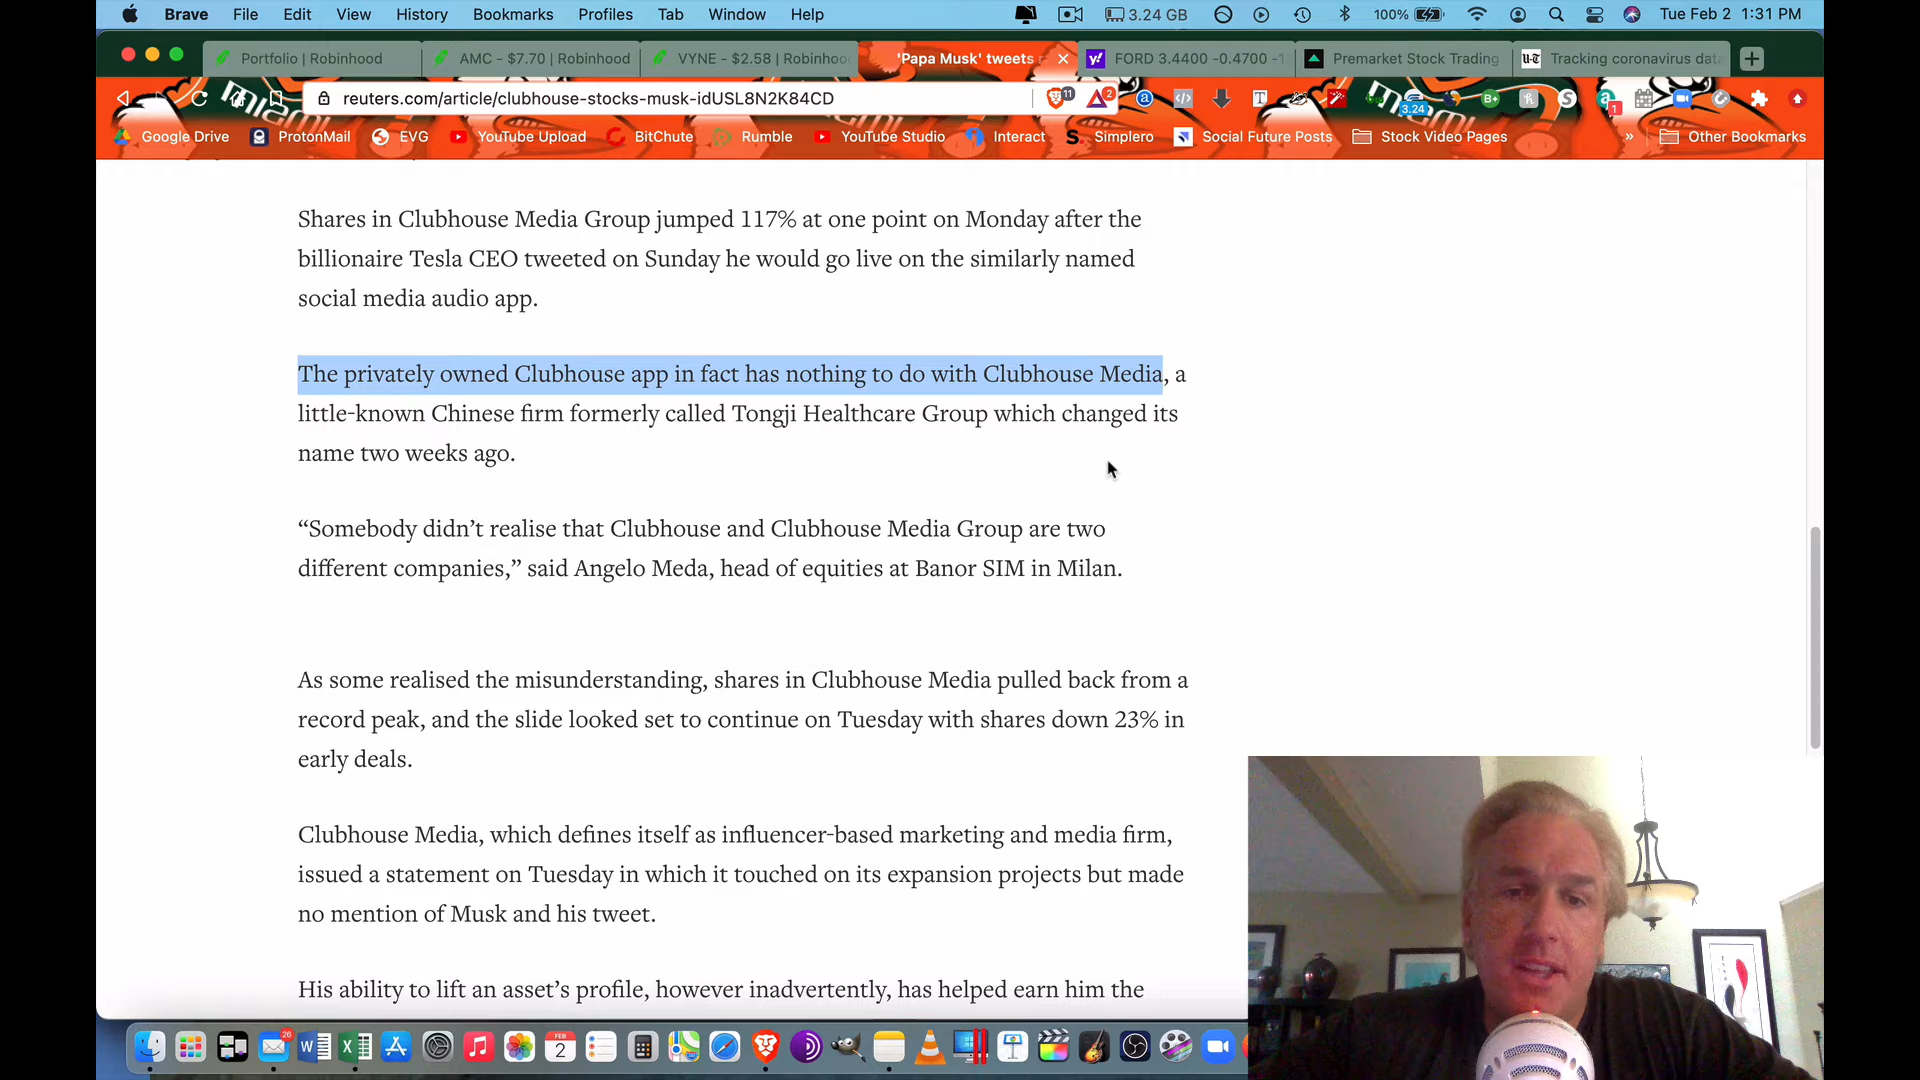 Brave File Edit View History Bookmarks Profiles Tab Window Help 3.24 GB 100% Tue Feb 2 1:31 PM
Portfolio | Robinhood AMC - $7.70 | Robinhood VYNE - $2.58 | Robinhood 'Papa Musk' tweets FORD 3.4400 -0.4700 -1 Premarket Stock Trading Tracking coronavirus data
reuters.com/article/clubhouse-stocks-musk-idUSL8N2K84CD
Google Drive ProtonMail EVG YouTube Upload BitChute Rumble YouTube Studio Interact Simplero Social Future Posts Stock Video Pages » Other Bookmarks
Shares in Clubhouse Media Group jumped 117% at one point on Monday after the
billionaire Tesla CEO tweeted on Sunday he would go live on the similarly named
social media audio app.
The privately owned Clubhouse app in fact has nothing to do with Clubhouse Media, a
little-known Chinese firm formerly called Tongji Healthcare Group which changed its
name two weeks ago.
“Somebody didn’t realise that Clubhouse and Clubhouse Media Group are two
different companies,” said Angelo Meda, head of equities at Banor SIM in Milan.
As some realised the misunderstanding, shares in Clubhouse Media pulled back from a
record peak, and the slide looked set to continue on Tuesday with shares down 23% in
early deals.
Clubhouse Media, which defines itself as influencer-based marketing and media firm,
issued a statement on Tuesday in which it touched on its expansion projects but made
no mention of Musk and his tweet.
His ability to lift an asset’s profile, however inadvertently, has helped earn him the